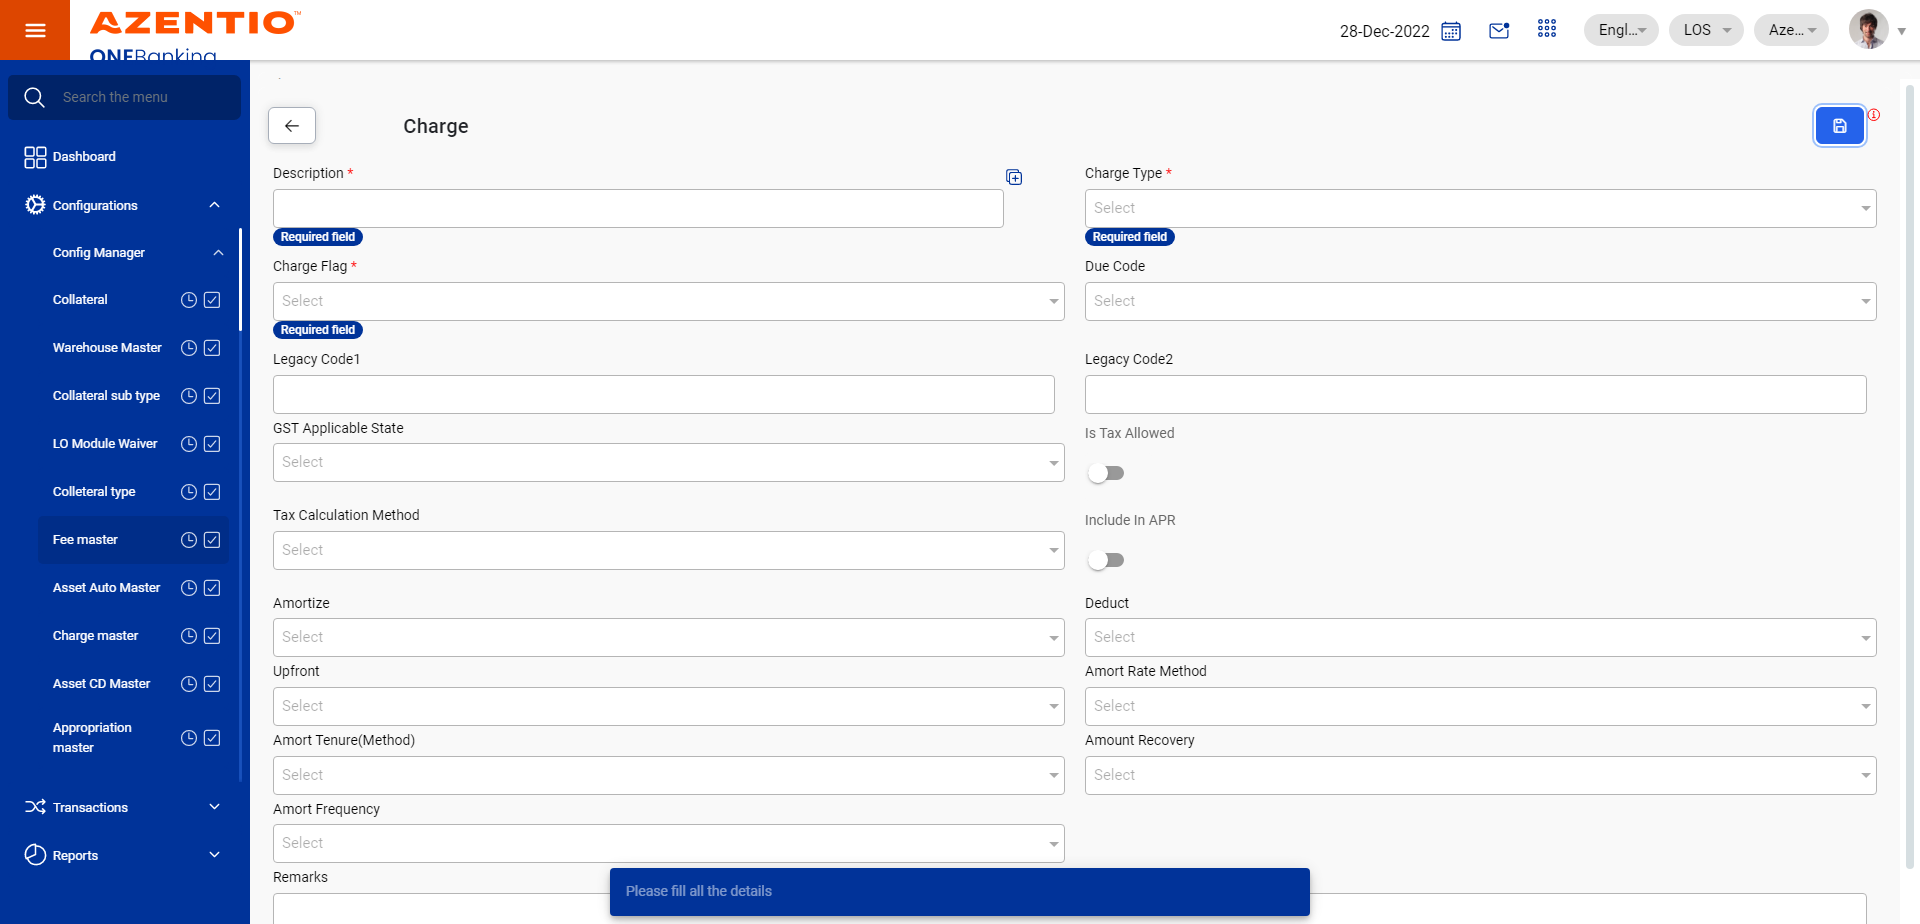 AZENTIO™
ONEBanking
28-Dec-2022
Engl...
LOS
Aze...
Search the menu
Dashboard
Configurations
Config Manager
Collateral
Warehouse Master
Collateral sub type
LO Module Waiver
Colleteral type
Fee master
Asset Auto Master
Charge master
Asset CD Master
Appropriation
master
Transactions
Reports
Charge
Description *
Required field
Charge Type *
Select
Required field
Charge Flag *
Select
Required field
Due Code
Select
Legacy Code1
Legacy Code2
GST Applicable State
Select
Is Tax Allowed
Tax Calculation Method
Select
Include In APR
Amortize
Select
Deduct
Select
Upfront
Select
Amort Rate Method
Select
Amort Tenure(Method)
Select
Amount Recovery
Select
Amort Frequency
Select
Remarks
Please fill all the details